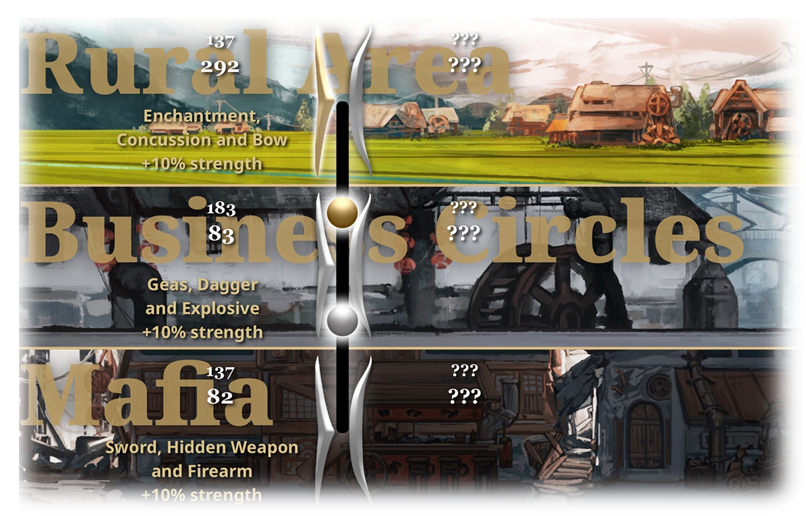 Rural Area
137
???
292
???
Enchantment,
Concussion and Bow
+10% strength
Business Circles
183
???
83
???
Geas, Dagger
and Explosive
+10% strength
Mafia
137
???
82
???
Sword, Hidden Weapon
and Firearm
+10% strength